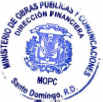 MINISTERIO DE OBRAS PUBLICAS Y COMUNICACIONES
DIRECCION FINANCIERA
MOPC
Santo Domingo, R.D.